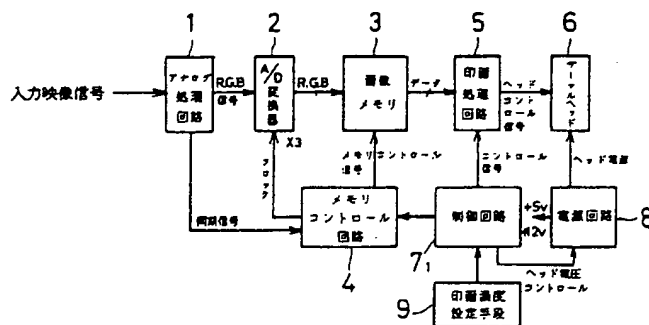 1
2
3
5
6
入力映像信号
アナログ
処理
回路
R.G.B
信号
A/D
変換
器
X3
R.G.B
画像
メモリ
データ
印画
処理
回路
ヘッド
コントロール
信号
サーマルヘッド
クロック
メモリコントロール
信号
コントロール
信号
ヘッド電源
同期信号
メモリ
コントロール
回路
4
制御回路
7₁
+5v
12v
電源回路
8
ヘッド電圧
コントロール
9
印画濃度
設定手段